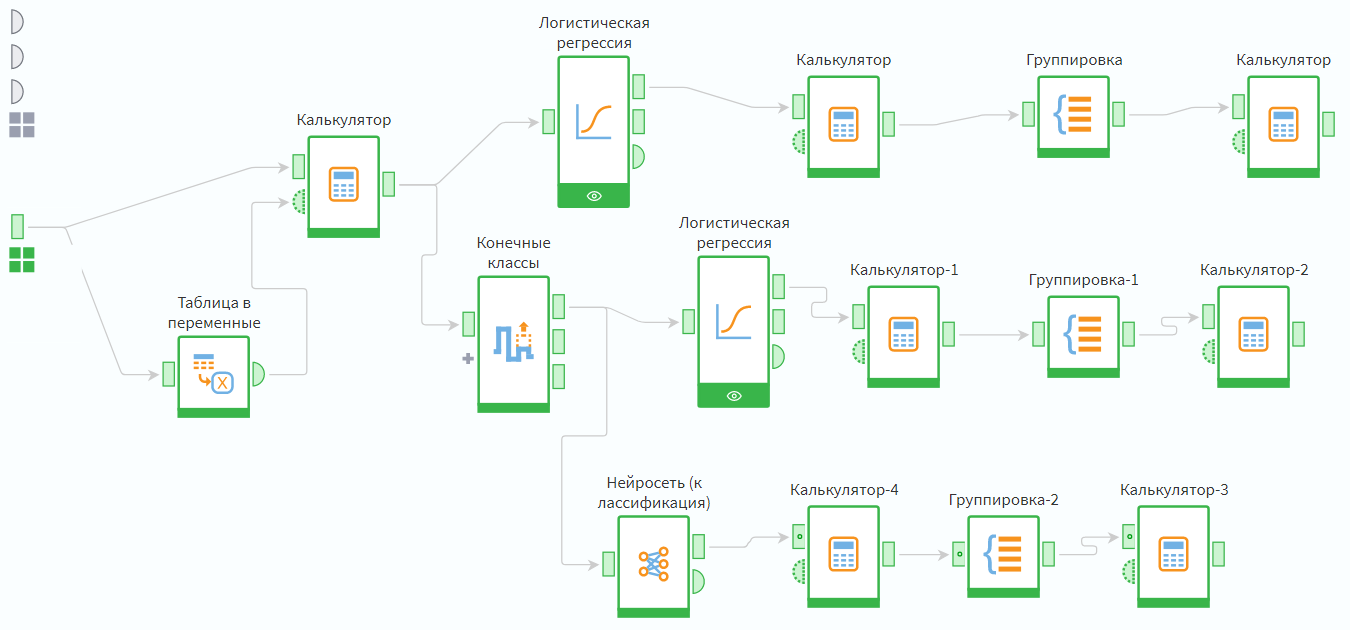 Логистическая
регрессия
Калькулятор
Группировка
Калькулятор
Калькулятор
Логистическая
регрессия
Конечные
классы
Калькулятор-1
Группировка-1
Калькулятор-2
Таблица в
переменные
X
Нейросеть (к
лассификация)
Калькулятор-4
Группировка-2
Калькулятор-3